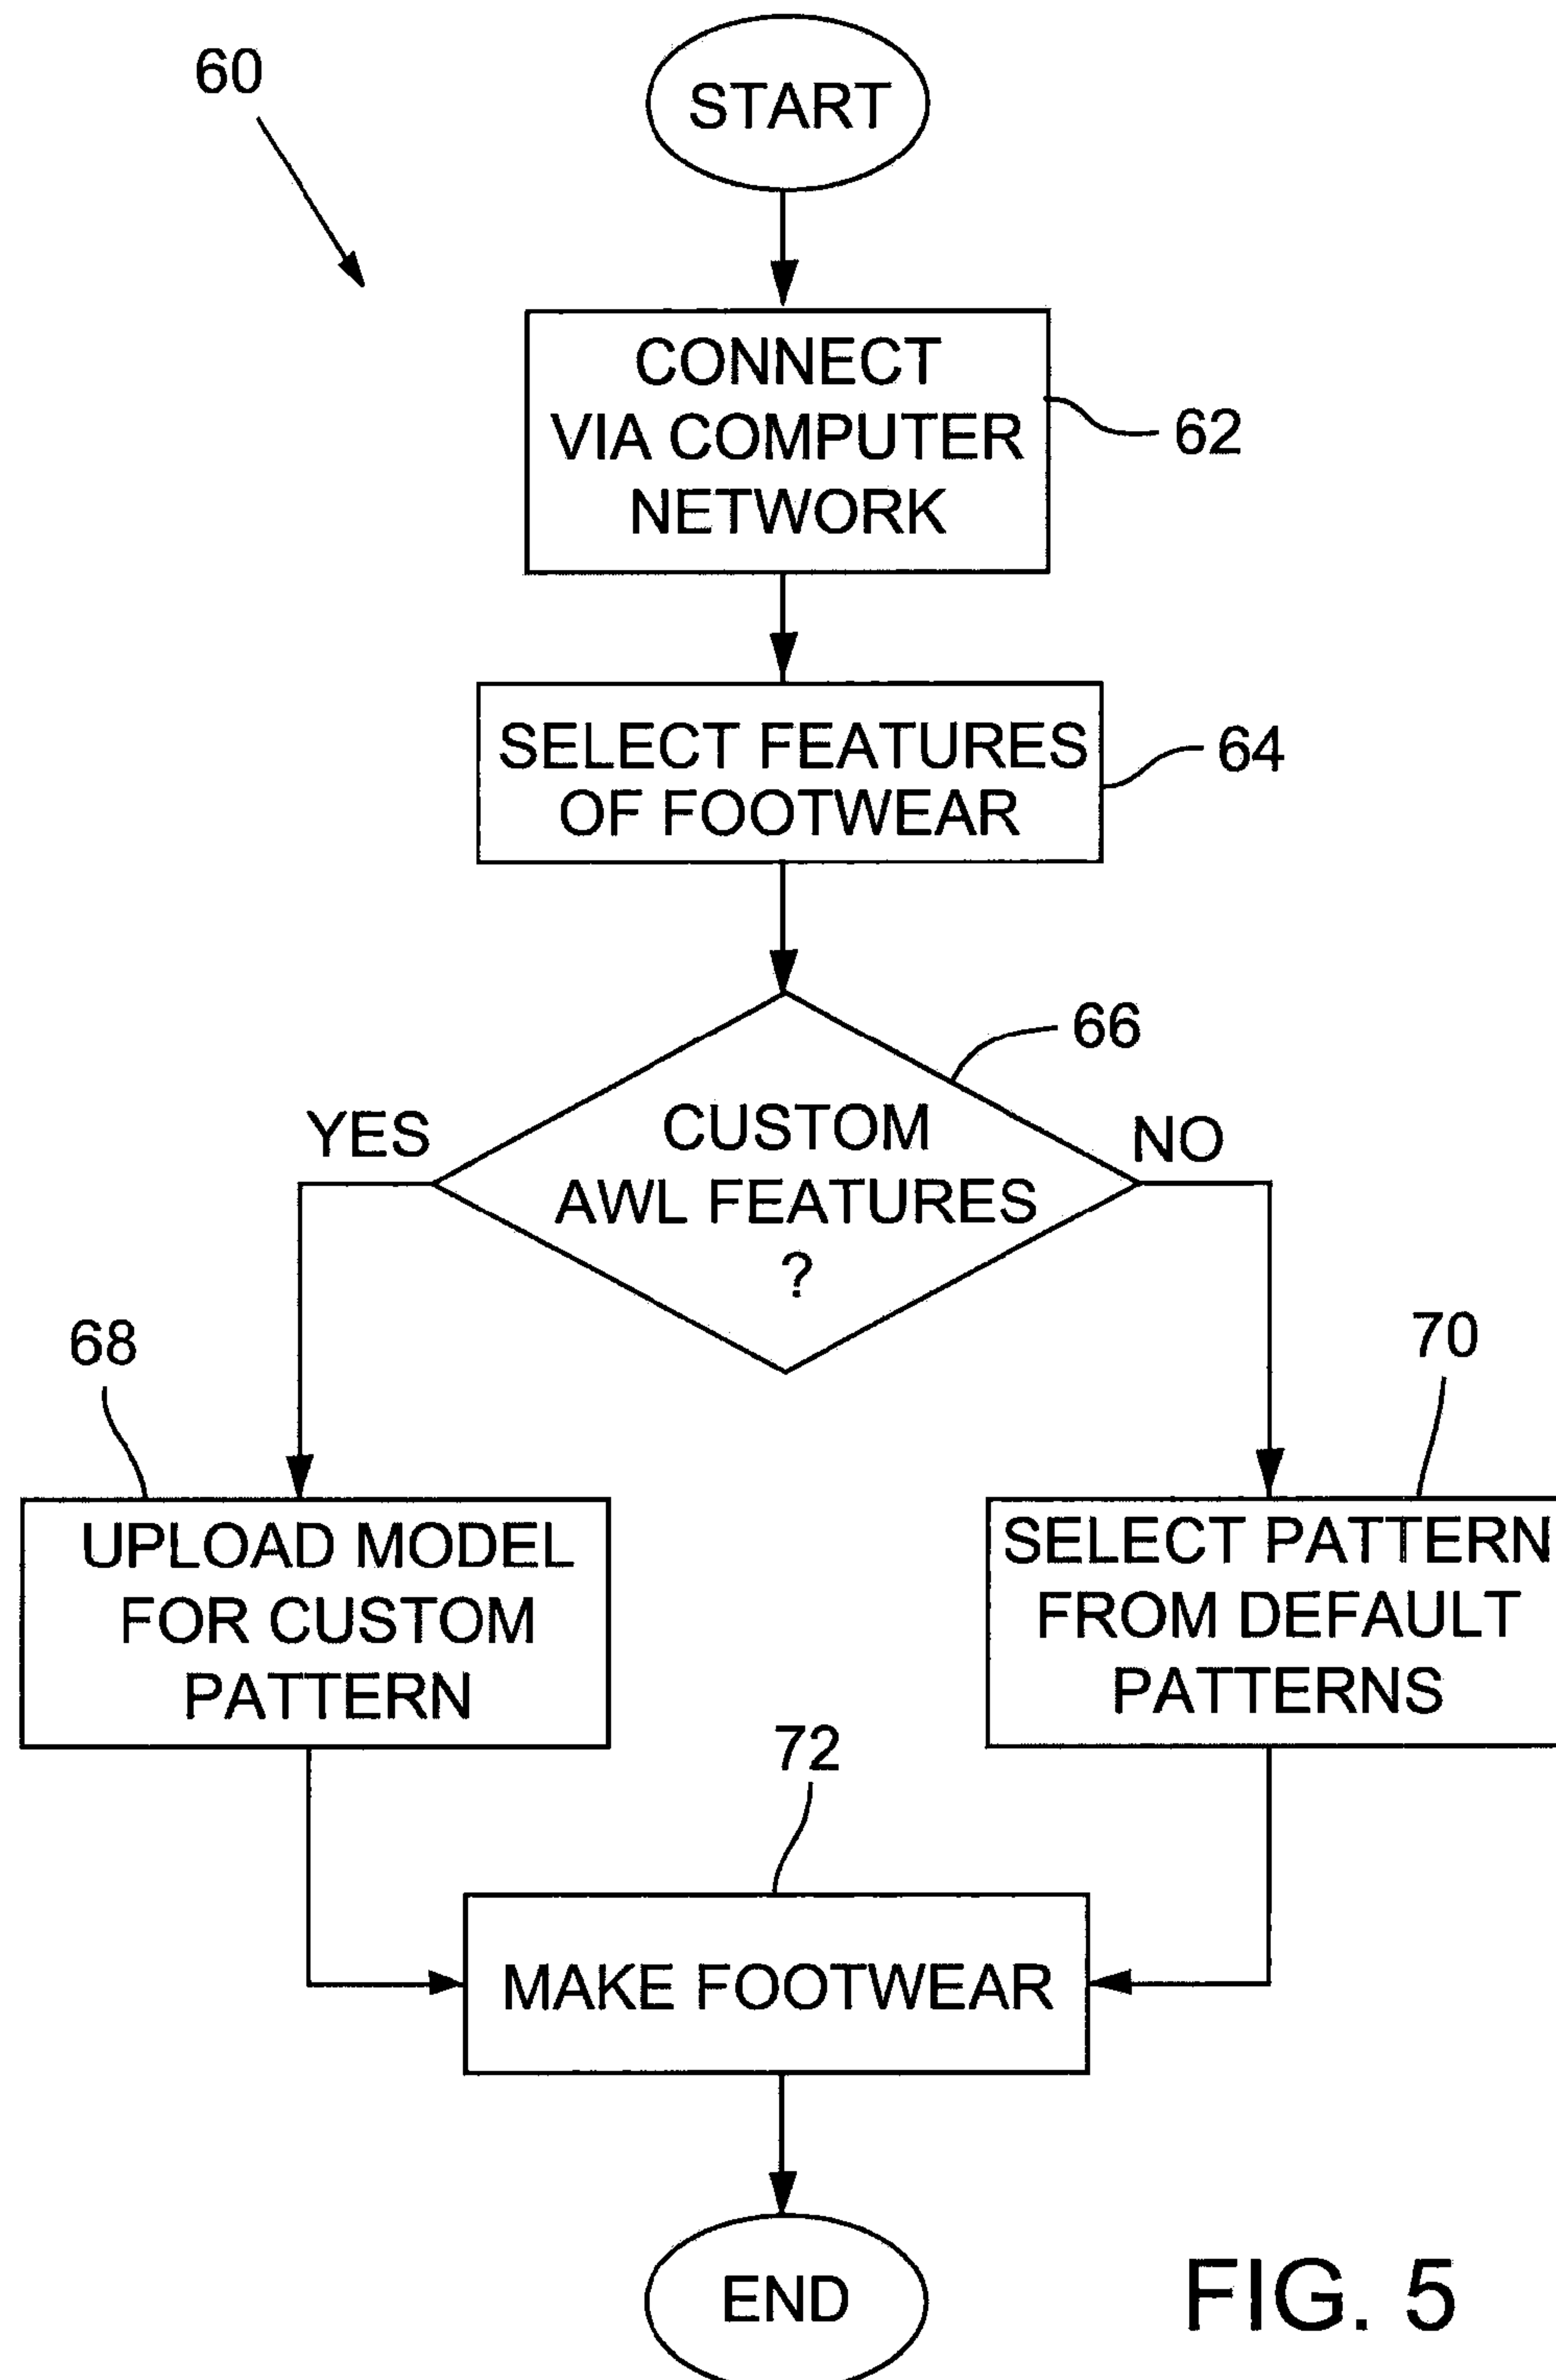 60
START
CONNECT
VIA COMPUTER
NETWORK
62
SELECT FEATURES
OF FOOTWEAR
64
66
CUSTOM
AWL FEATURES
?
YES
NO
68
70
UPLOAD MODEL
FOR CUSTOM
PATTERN
SELECT PATTERN
FROM DEFAULT
PATTERNS
72
MAKE FOOTWEAR
END
FIG. 5